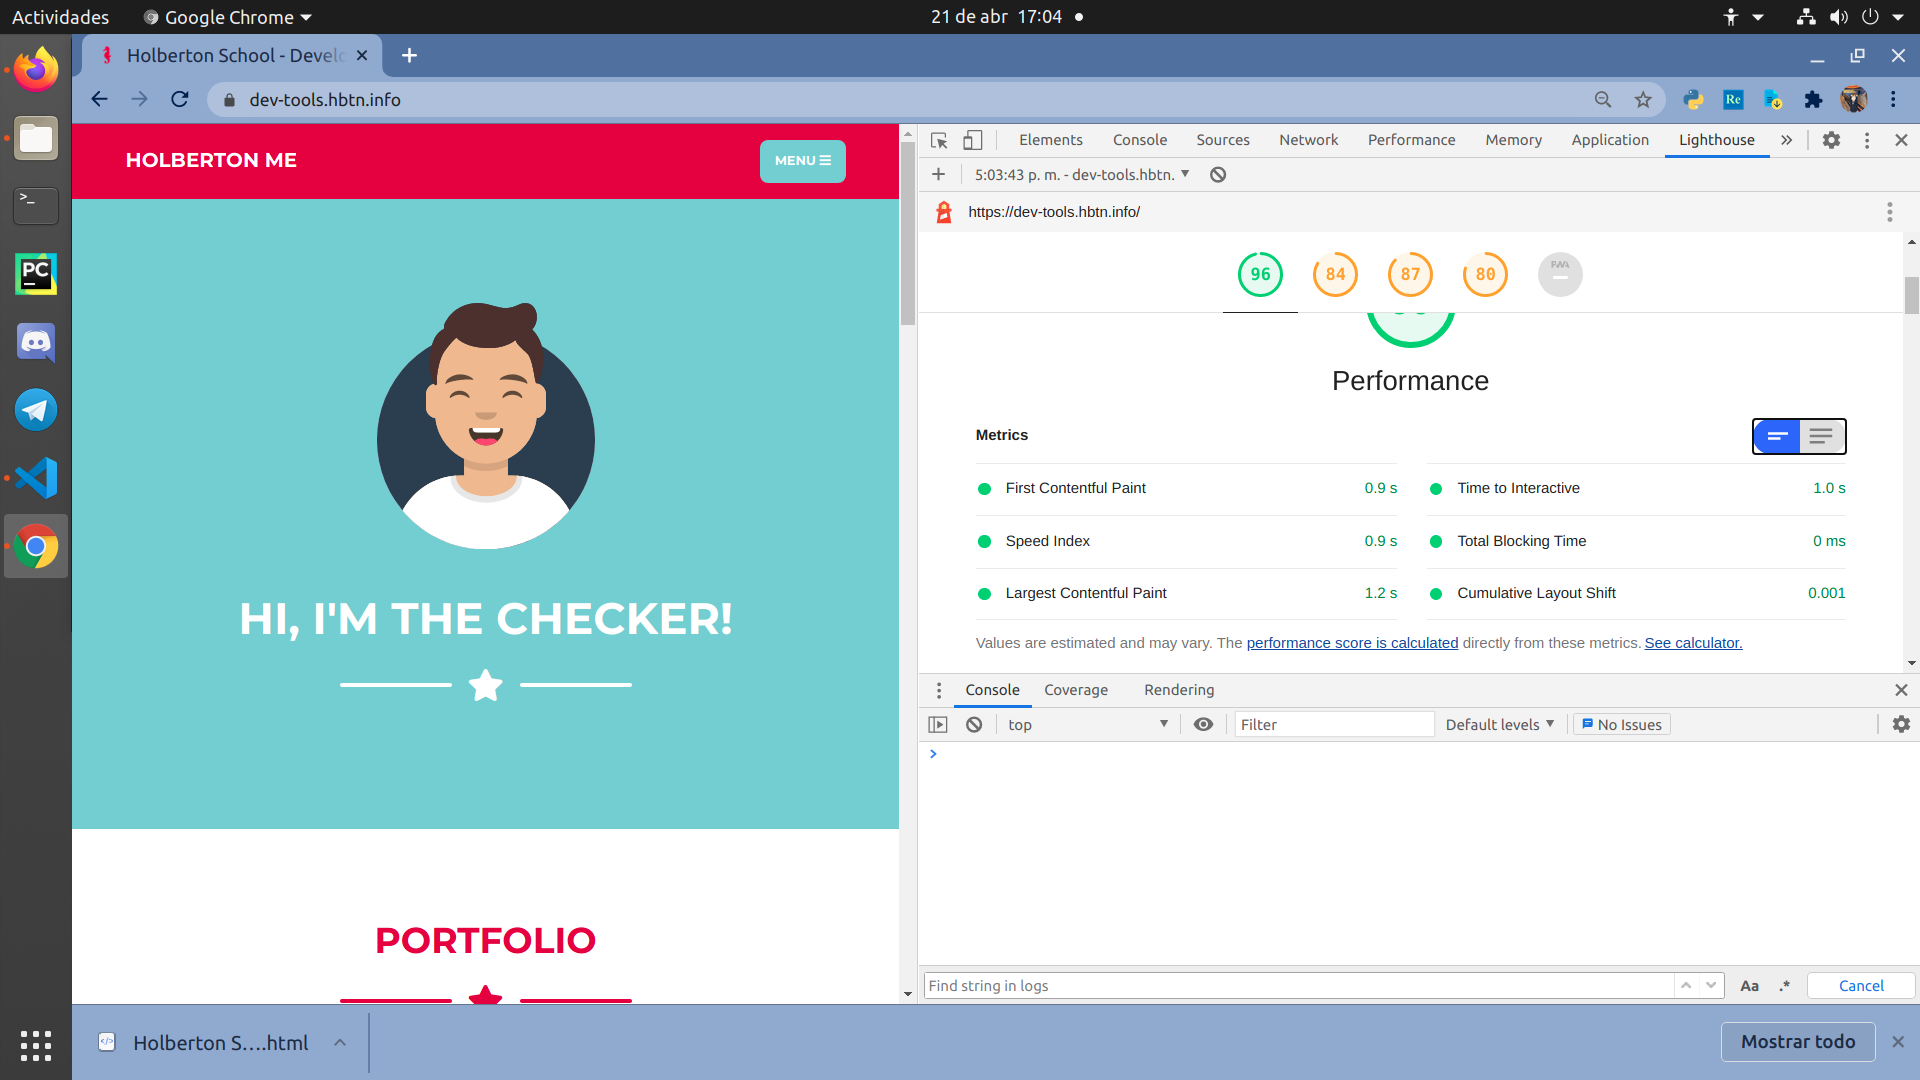 Actividades
Google Chrome
21 de abr 17:04
Holberton School - Develo
dev-tools.hbtn.info
Re
PC
HOLBERTON ME
MENU
HI, I'M THE CHECKER!
PORTFOLIO
Elements Console Sources Network Performance Memory Application Lighthouse
5:03:43 p. m. - dev-tools.hbtn.
https://dev-tools.hbtn.info/
96 84 87 80 PWA
Performance
Metrics
First Contentful Paint 0.9 s
Time to Interactive 1.0 s
Speed Index 0.9 s
Total Blocking Time 0 ms
Largest Contentful Paint 1.2 s
Cumulative Layout Shift 0.001
Values are estimated and may vary. The performance score is calculated directly from these metrics. See calculator.
Console Coverage Rendering
top Filter Default levels No Issues
Find string in logs Aa .* Cancel
Holberton S....html
Mostrar todo